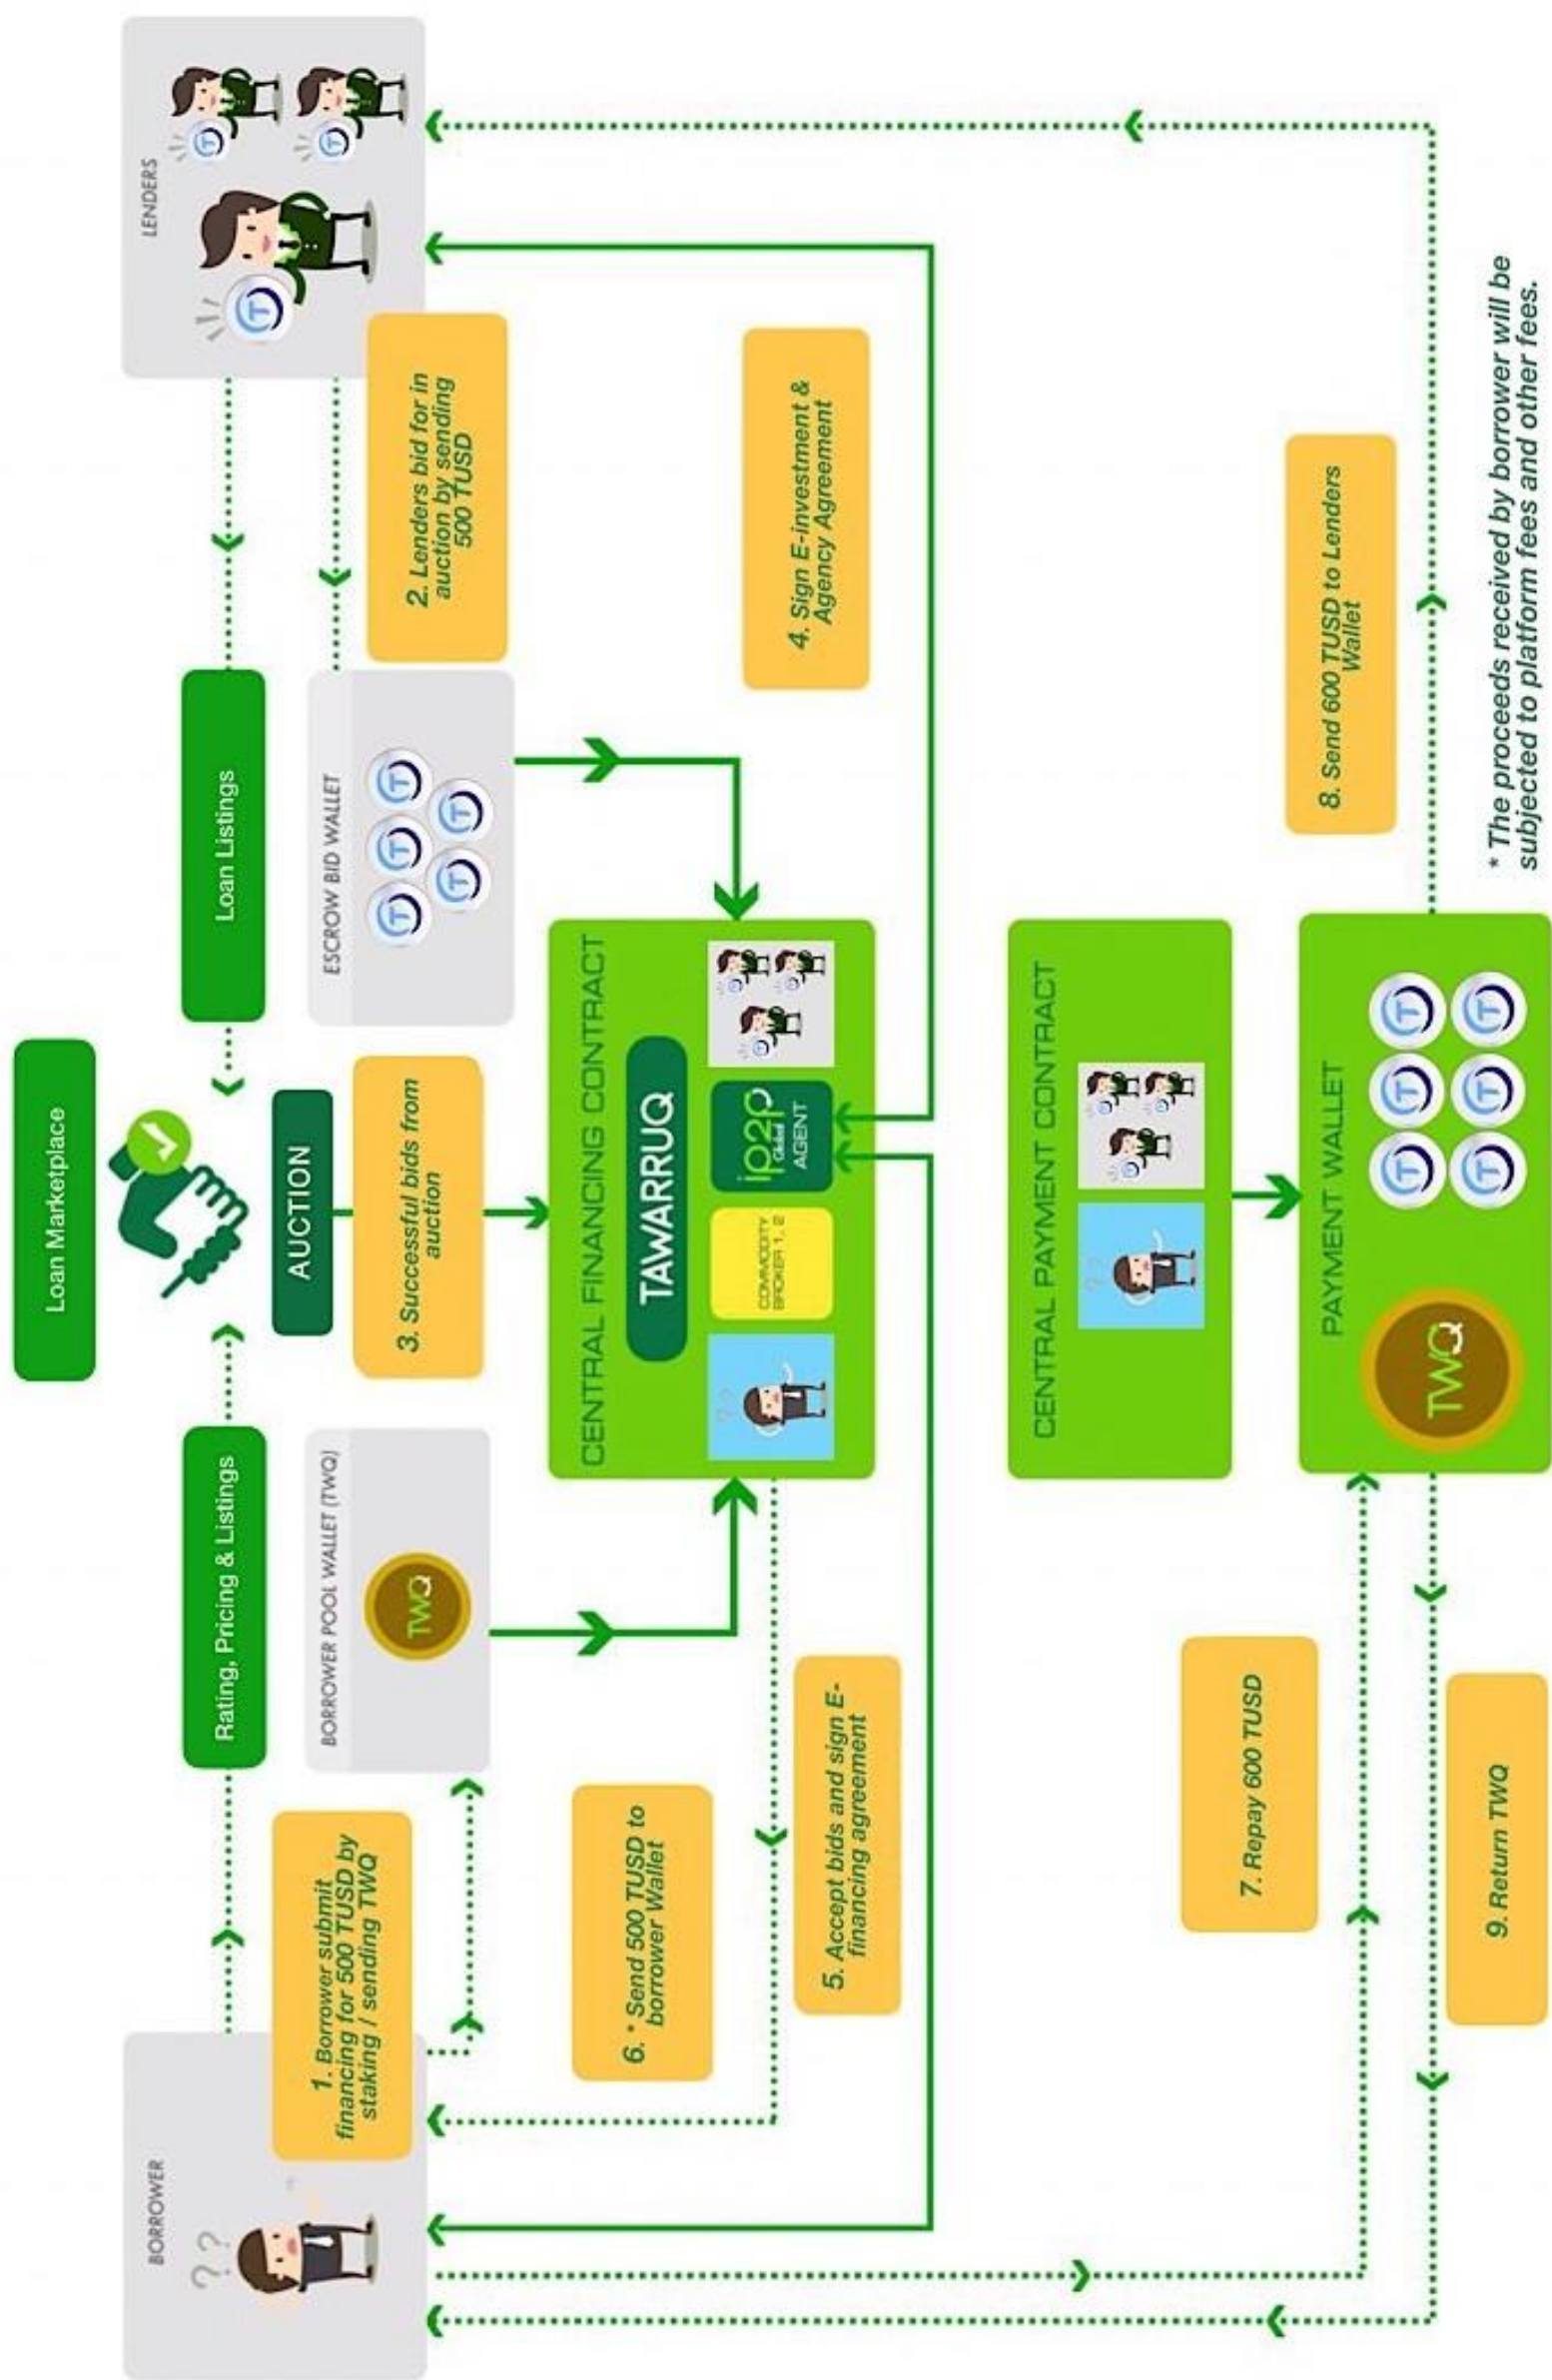 Loan Marketplace
BORROWER
Rating, Pricing & Listings
AUCTION
Loan Listings
LENDERS
1. Borrower submit
financing for 500 TUSD by
staking / sending TWQ
BORROWER POOL WALLET (TWQ)
TWQ
3. Successful bids from
auction
ESCROW BID WALLET
T
T
T
T
T
2. Lenders bid for in
auction by sending
500 TUSD
T
T
T
6. * Send 500 TUSD to
borrower Wallet
CENTRAL FINANCING CONTRACT
TAWARRUQ
COMMODITY
BROKER 1, 2
ip2p
Global
AGENT
4. Sign E-investment &
Agency Agreement
5. Accept bids and sign E-
financing agreement
CENTRAL PAYMENT CONTRACT
7. Repay 600 TUSD
PAYMENT WALLET
TWQ
T
T
T
T
T
T
8. Send 600 TUSD to Lenders
Wallet
9. Return TWQ
* The proceeds received by borrower will be
subjected to platform fees and other fees.